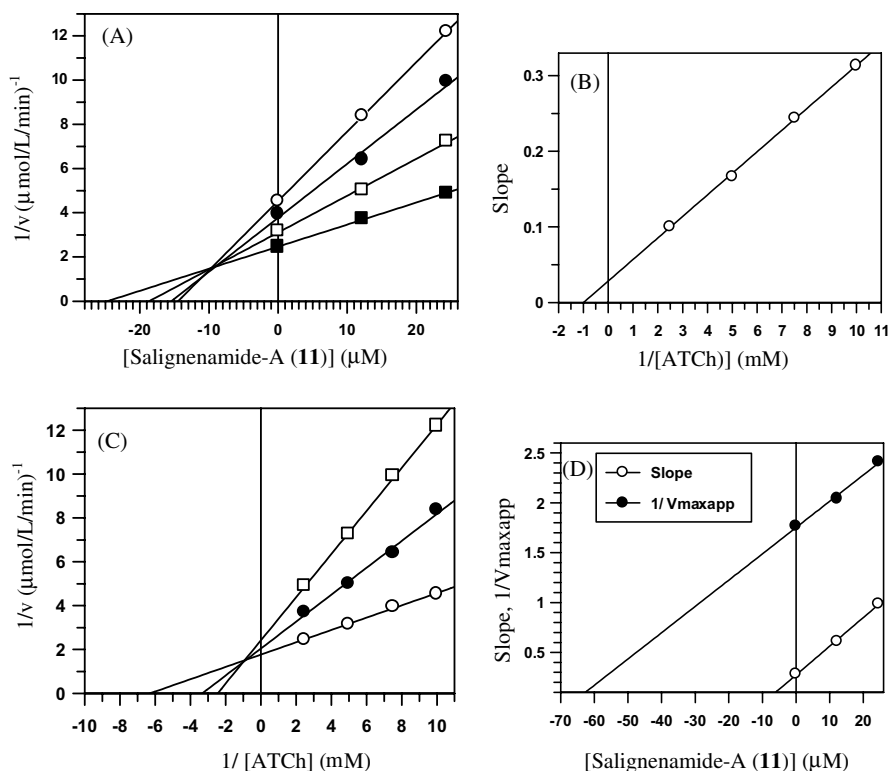 (A)
12
10
8
6
4
2
0
1/v (μmol/L/min)-1
-20 -10 0 10 20
[Salignenamide-A (11)] (μM)
(B)
0.3
0.2
0.1
0
Slope
-2 -1 0 1 2 3 4 5 6 7 8 9 10 11
1/[ATCh)] (mM)
(C)
12
10
8
6
4
2
0
1/v (μmol/L/min)-1
-10 -8 -6 -4 -2 0 2 4 6 8 10
1/ [ATCh] (mM)
(D)
Slope
1/ Vmaxapp
2.5
2
1.5
1
0.5
Slope, 1/Vmaxapp
-70 -60 -50 -40 -30 -20 -10 0 10 20
[Salignenamide-A (11)] (μM)